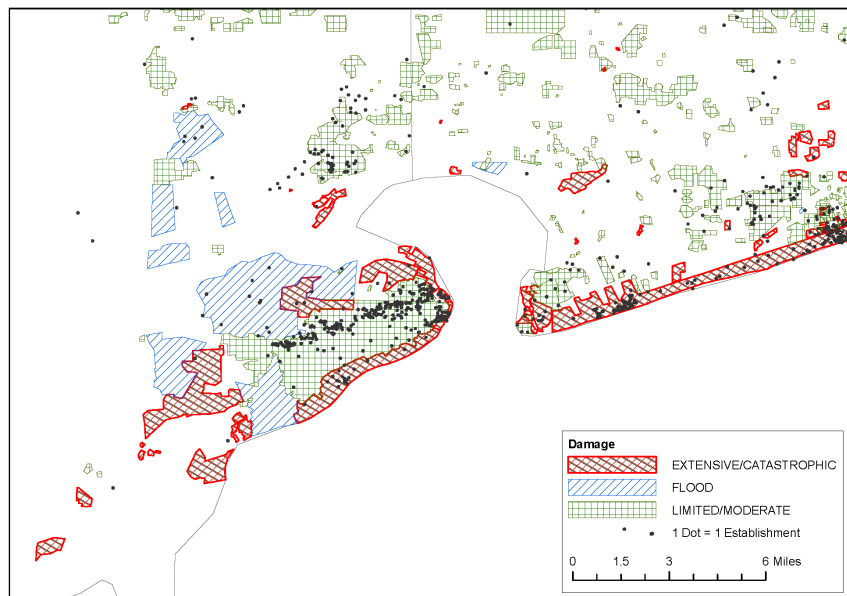 Damage
EXTENSIVE/CATASTROPHIC
FLOOD
LIMITED/MODERATE
1 Dot = 1 Establishment
0 1.5 3 6 Miles